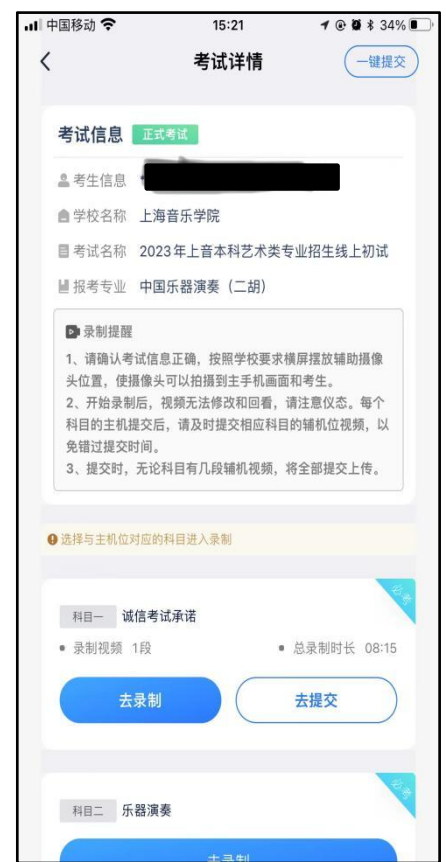 中国移动 15:21 34%
考试详情 一键提交
考试信息 正式考试
考生信息
学校名称 上海音乐学院
考试名称 2023年上音本科艺术类专业招生线上初试
报考专业 中国乐器演奏（二胡）
录制提醒
1、请确认考试信息正确，按照学校要求横屏摆放辅助摄像
头位置，使摄像头可以拍摄到主手机画面和考生。
2、开始录制后，视频无法修改和回看，请注意仪态。每个
科目的主机提交后，请及时提交相应科目的辅机位视频，以
免错过提交时间。
3、提交时，无论科目有几段辅机视频，将全部提交上传。
选择与主机位对应的科目进入录制
必考
科目一 诚信考试承诺
录制视频 1段 总录制时长 08:15
去录制 去提交
必考
科目二 乐器演奏
去录制